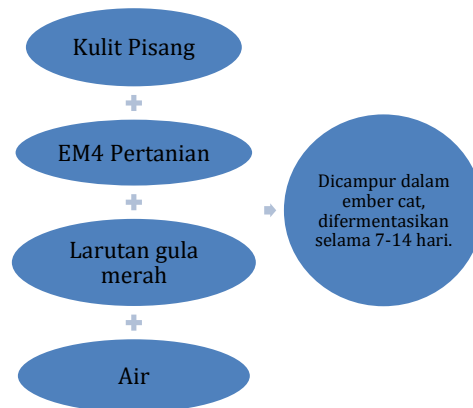 Kulit Pisang
EM4 Pertanian
Larutan gula
merah
Air
Dicampur dalam
ember cat,
difermentasikan
selama 7-14 hari.